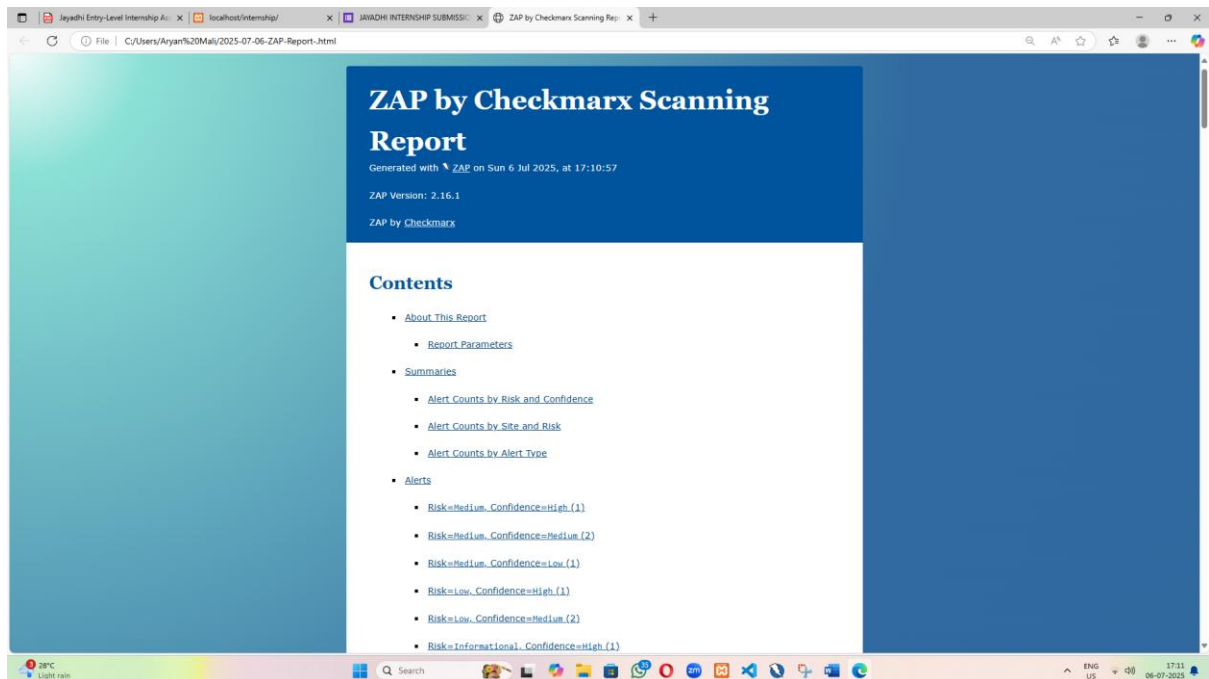 Jayadhi Entry-Level Internship As
localhost/internship/
JAYADHI INTERNSHIP SUBMISSIO
ZAP by Checkmarx Scanning Rep
File
C:/Users/Aryan%20Mali/2025-07-06-ZAP-Report-.html
ZAP by Checkmarx Scanning
Report
Generated with ZAP on Sun 6 Jul 2025, at 17:10:57
ZAP Version: 2.16.1
ZAP by Checkmarx
Contents
About This Report
Report Parameters
Summaries
Alert Counts by Risk and Confidence
Alert Counts by Site and Risk
Alert Counts by Alert Type
Alerts
Risk=Medium, Confidence=High (1)
Risk=Medium, Confidence=Medium (2)
Risk=Medium, Confidence=Low (1)
Risk=Low, Confidence=High (1)
Risk=Low, Confidence=Medium (2)
Risk=Informational, Confidence=High (1)
3
28°C
Light rain
Search
35
zm
ENG
US
17:11
06-07-2025